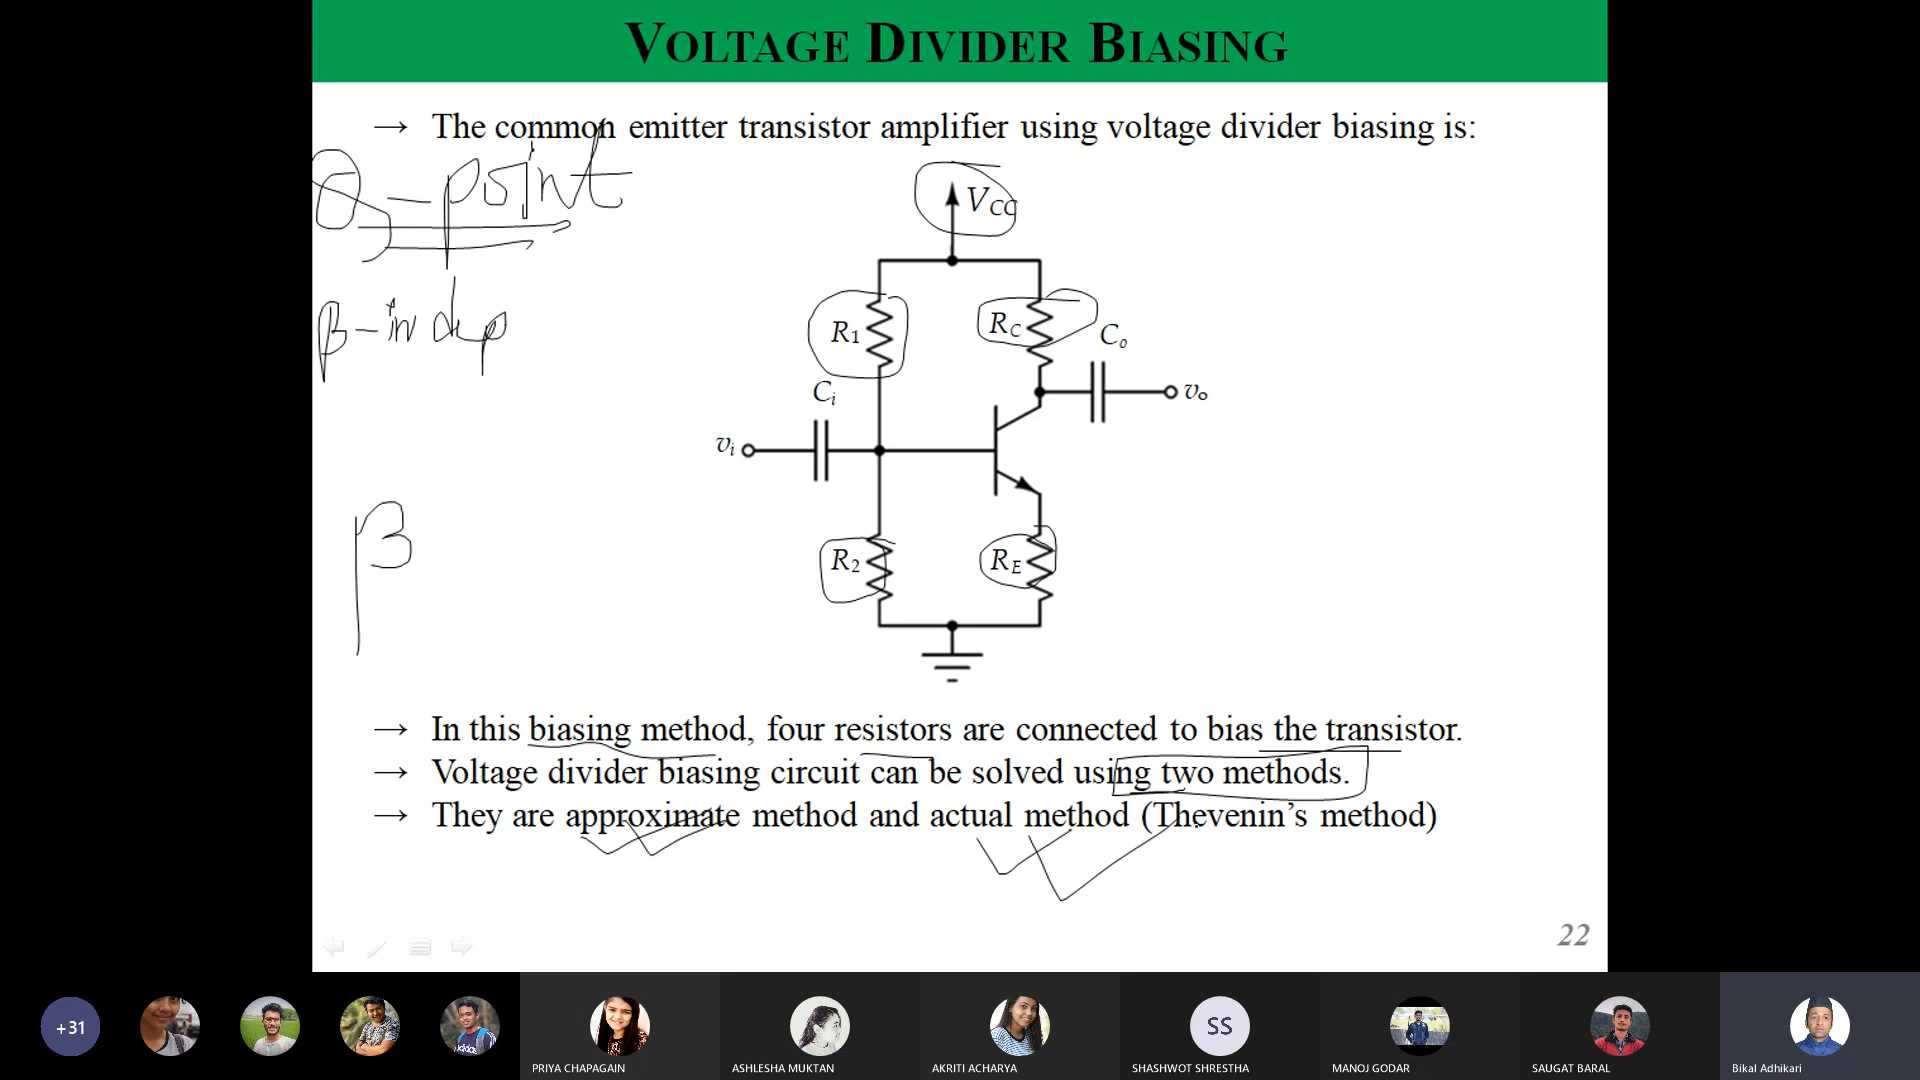 VOLTAGE DIVIDER BIASING
→ The common emitter transistor amplifier using voltage divider biasing is:
Q-point
VCC
β-indep
R1
RC
Co
Ci
vo
vi
β
R2
RE
→ In this biasing method, four resistors are connected to bias the transistor.
→ Voltage divider biasing circuit can be solved using two methods.
→ They are approximate method and actual method (Thevenin's method)
22
+31
adidas
SS
PRIYA CHAPAGAIN
ASHLESHA MUKTAN
AKRITI ACHARYA
SHASHWOT SHRESTHA
MANOJ GODAR
SAUGAT BARAL
Bikal Adhikari